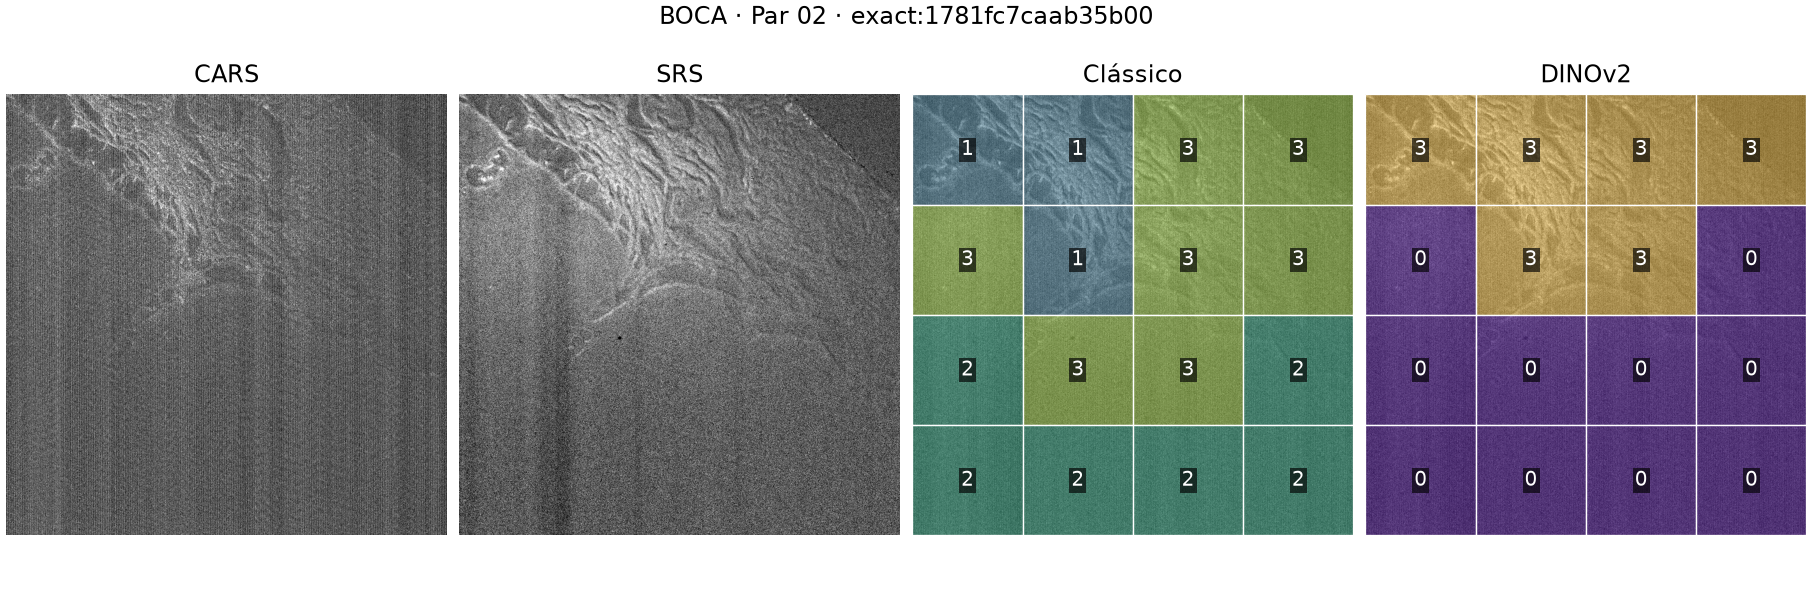 BOCA · Par 02 · exact:1781fc7caab35b00
CARS SRS Clássico DINOv2
1 1 3 3 3 3 3 3
3 1 3 3 0 3 3 0
2 3 3 2 0 0 0 0
2 2 2 2 0 0 0 0